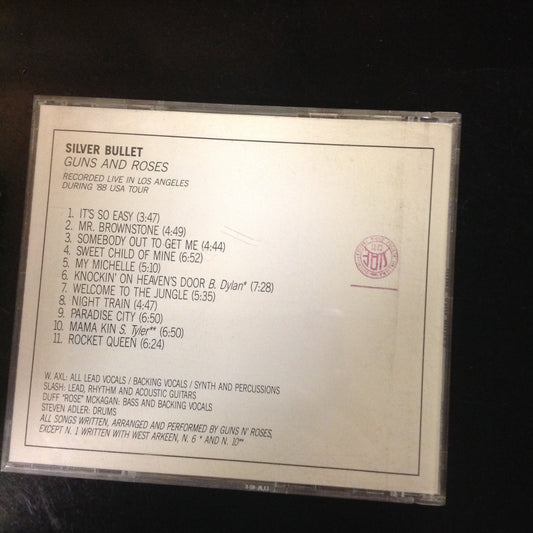 SILVER BULLET
GUNS AND ROSES
RECORDED LIVE IN LOS ANGELES
DURING '88 USA TOUR
1. IT'S SO EASY (3:47)
2. MR. BROWNSTONE (4:49)
3. SOMEBODY OUT TO GET ME (4:44)
4. SWEET CHILD OF MINE (6:52)
5. MY MICHELLE (5:10)
6. KNOCKIN' ON HEAVEN'S DOOR B. Dylan* (7:28)
7. WELCOME TO THE JUNGLE (5:35)
8. NIGHT TRAIN (4:47)
9. PARADISE CITY (6:50)
10. MAMA KIN S. Tyler** (6:50)
11. ROCKET QUEEN (6:24)
W. AXL: ALL LEAD VOCALS / BACKING VOCALS / SYNTH AND PERCUSSIONS
SLASH: LEAD, RHYTHM AND ACOUSTIC GUITARS
DUFF "ROSE" MCKAGAN: BASS AND BACKING VOCALS
STEVEN ADLER: DRUMS
ALL SONGS WRITTEN, ARRANGED AND PERFORMED BY GUNS N' ROSES,
EXCEPT N. 1 WRITTEN WITH WEST ARKEEN, N. 6 * AND N. 10**